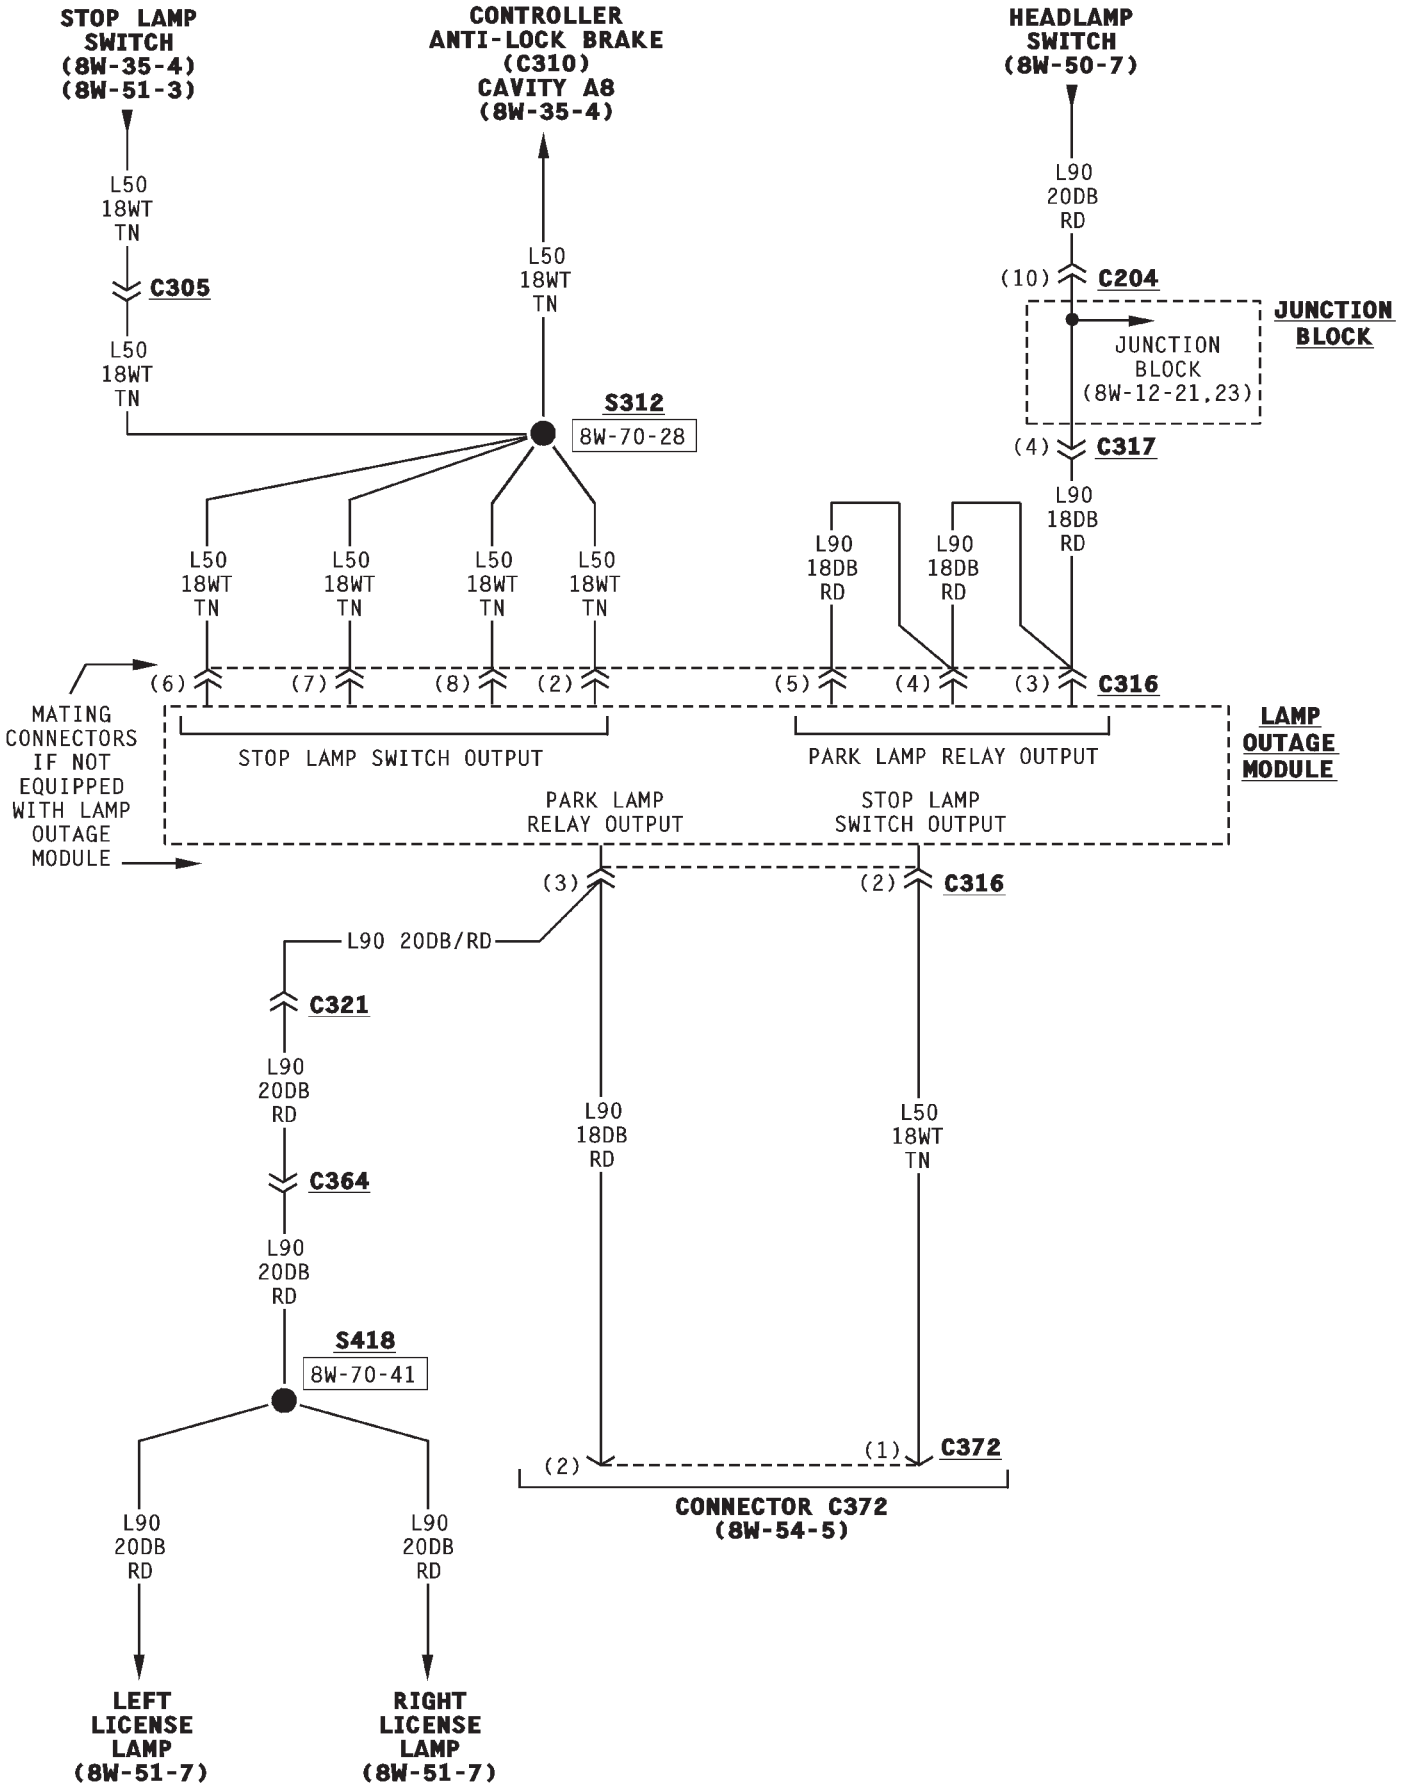 STOP LAMP
SWITCH
(8W-35-4)
(8W-51-3)
CONTROLLER
ANTI-LOCK BRAKE
(C310)
CAVITY A8
(8W-35-4)
HEADLAMP
SWITCH
(8W-50-7)
L50
18WT
TN
C305
L50
18WT
TN
L50
18WT
TN
S312
8W-70-28
L90
20DB
RD
(10)
C204
JUNCTION
BLOCK
JUNCTION
BLOCK
(8W-12-21,23)
(4)
C317
L90
18DB
RD
L50
18WT
TN
L50
18WT
TN
L50
18WT
TN
L50
18WT
TN
L90
18DB
RD
L90
18DB
RD
(6)
(7)
(8)
(2)
(5)
(4)
(3)
C316
MATING
CONNECTORS
IF NOT
EQUIPPED
WITH LAMP
OUTAGE
MODULE
STOP LAMP SWITCH OUTPUT
PARK LAMP RELAY OUTPUT
LAMP
OUTAGE
MODULE
PARK LAMP
RELAY OUTPUT
STOP LAMP
SWITCH OUTPUT
(3)
(2)
C316
L90 20DB/RD
C321
L90
20DB
RD
C364
L90
20DB
RD
L90
18DB
RD
L50
18WT
TN
S418
8W-70-41
(2)
(1)
C372
CONNECTOR C372
(8W-54-5)
L90
20DB
RD
L90
20DB
RD
LEFT
LICENSE
LAMP
(8W-51-7)
RIGHT
LICENSE
LAMP
(8W-51-7)